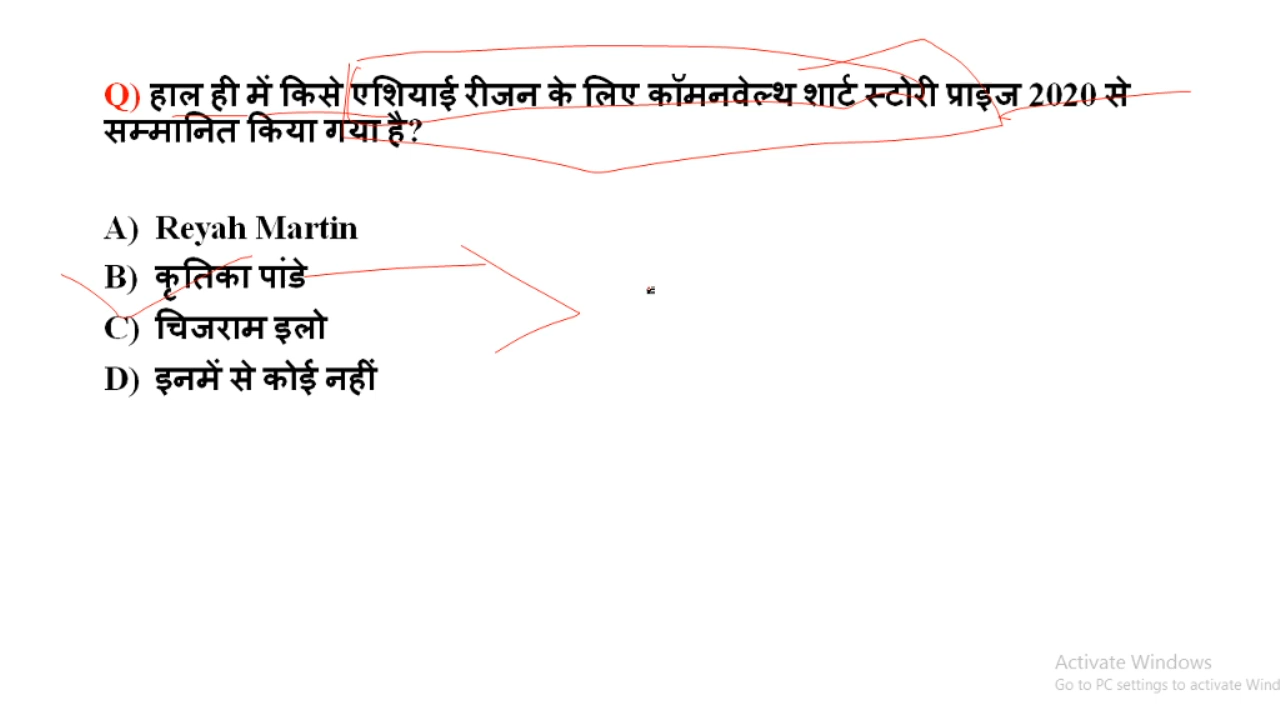 Q) हाल ही में किसे एशियाई रीजन के लिए कॉमनवेल्थ शार्ट स्टोरी प्राइज 2020 से
सम्मानित किया गया है?
A) Reyah Martin
B) कृतिका पांडे
C) चिजराम इलो
D) इनमें से कोई नहीं
Activate Windows
Go to PC settings to activate Wind